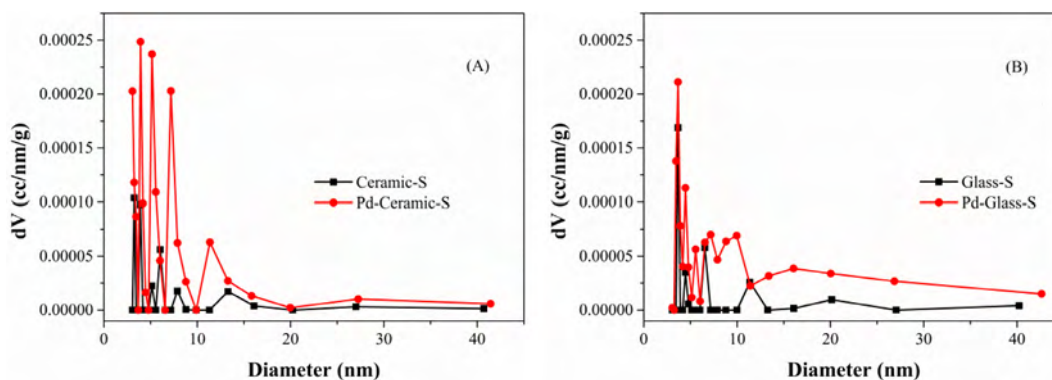 (A)
0.00025
0.00020
0.00015
0.00010
0.00005
0.00000
dV (cc/nm/g)
Ceramic-S
Pd-Ceramic-S
0 10 20 30 40
Diameter (nm)
(B)
0.00025
0.00020
0.00015
0.00010
0.00005
0.00000
dV (cc/nm/g)
Glass-S
Pd-Glass-S
0 10 20 30 40
Diameter (nm)